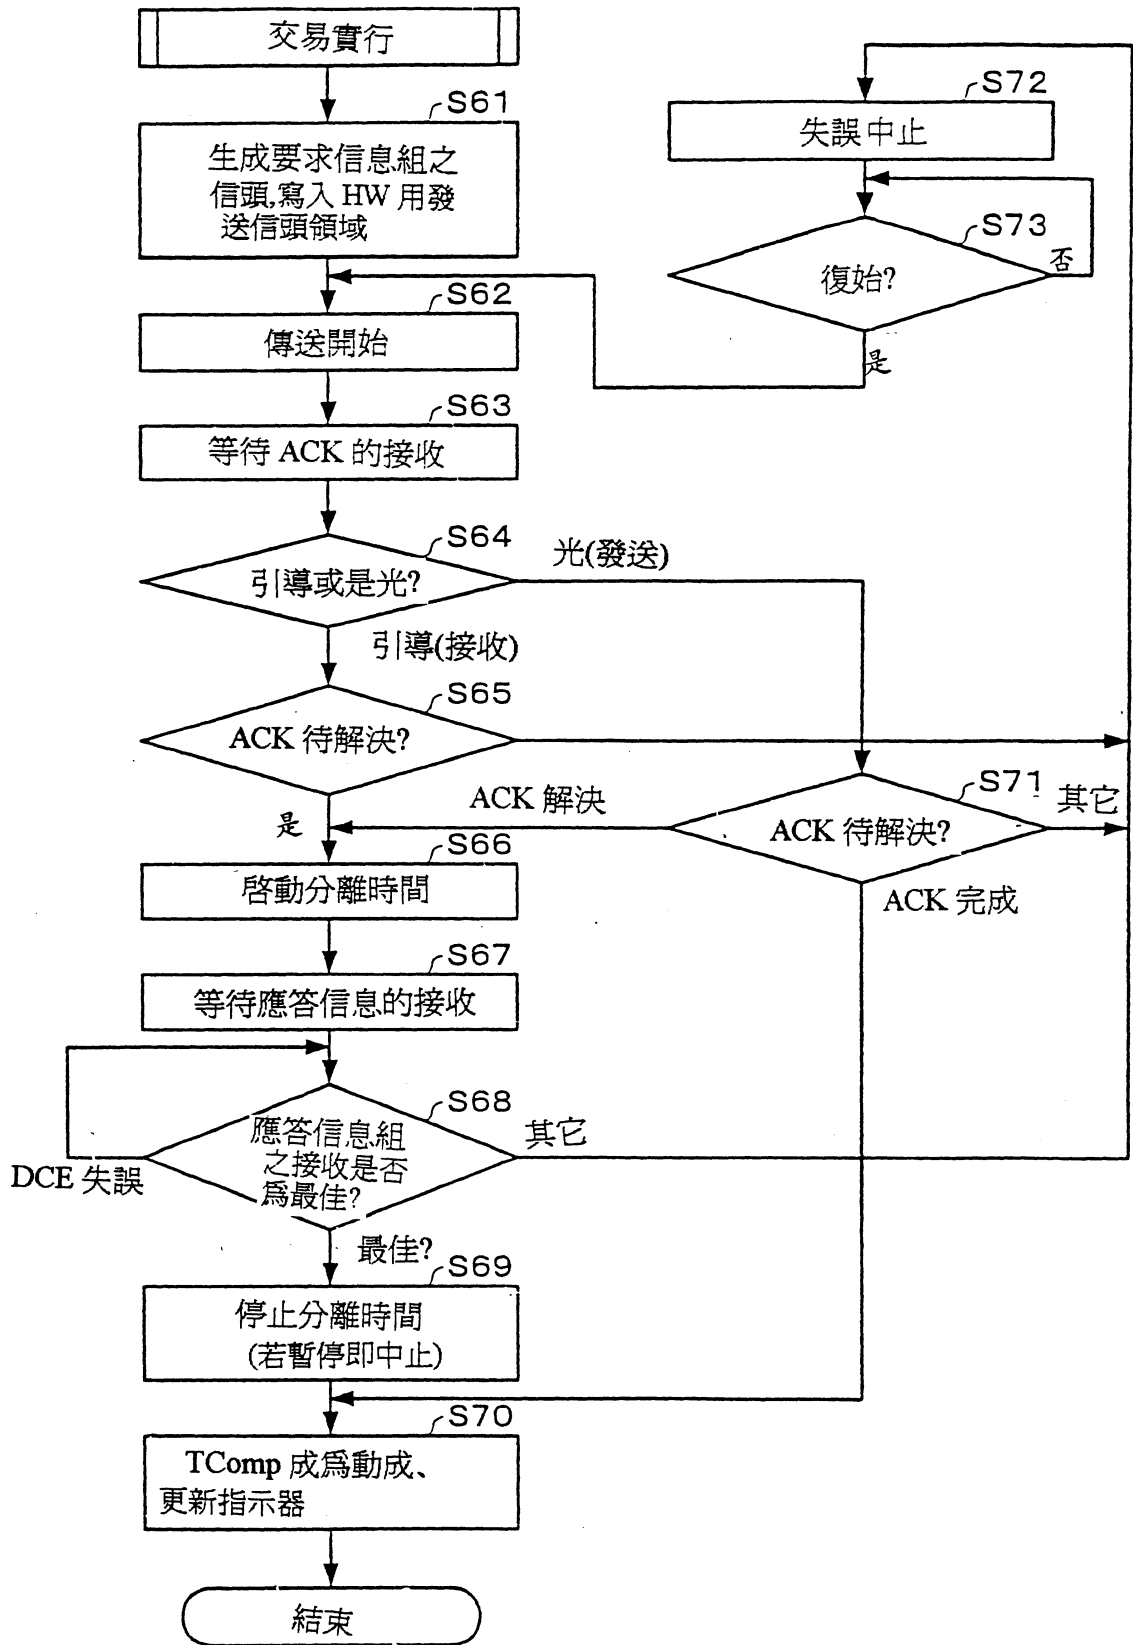 交易實行
S61
生成要求信息組之
信頭,寫入 HW 用發
送信頭領域
S62
傳送開始
S63
等待 ACK 的接收
S64
引導或是光?
光(發送)
引導(接收)
S65
ACK 待解決?
是
S66
啓動分離時間
S67
等待應答信息的接收
S68
應答信息組
之接收是否
爲最佳?
DCE 失誤
其它
最佳?
S69
停止分離時間
(若暫停即中止)
S70
TComp 成爲動成、
更新指示器
結束
S71
ACK 待解決?
ACK 解決
其它
ACK 完成
S72
失誤中止
S73
復始?
否
是